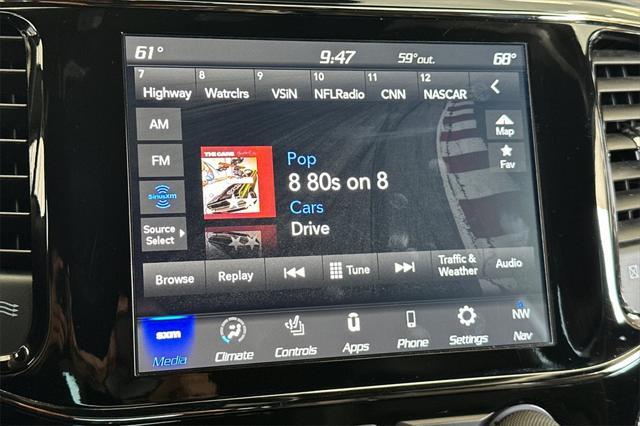 61° 9:47 59°out. 68°
7 8 9 10 11 12
Highway Watrclrs VSiN NFLRadio CNN NASCAR
AM
Map
FM
Fav
THE CARS
Pop
8 80s on 8
SiriusXM
Cars
Source Select
Drive
Browse Replay Tune Traffic & Weather Audio
sxm
NW
Media Climate Controls Apps Phone Settings Nav